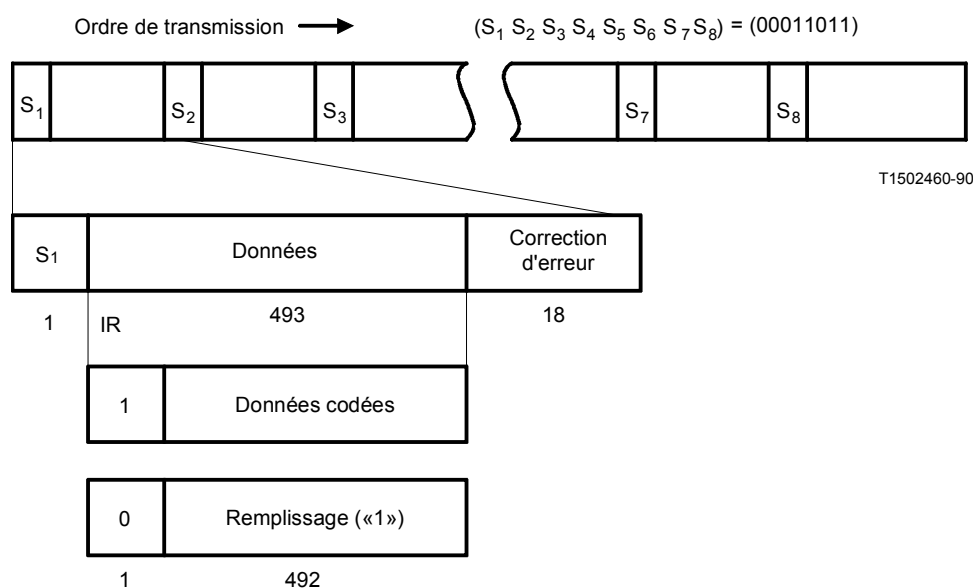 Ordre de transmission (S1 S2 S3 S4 S5 S6 S7 S8) = (00011011)
S1 S2 S3 S7 S8
T1502460-90
S1 Données Correction d'erreur
1 IR 493 18
1 Données codées
0 Remplissage («1»)
1 492